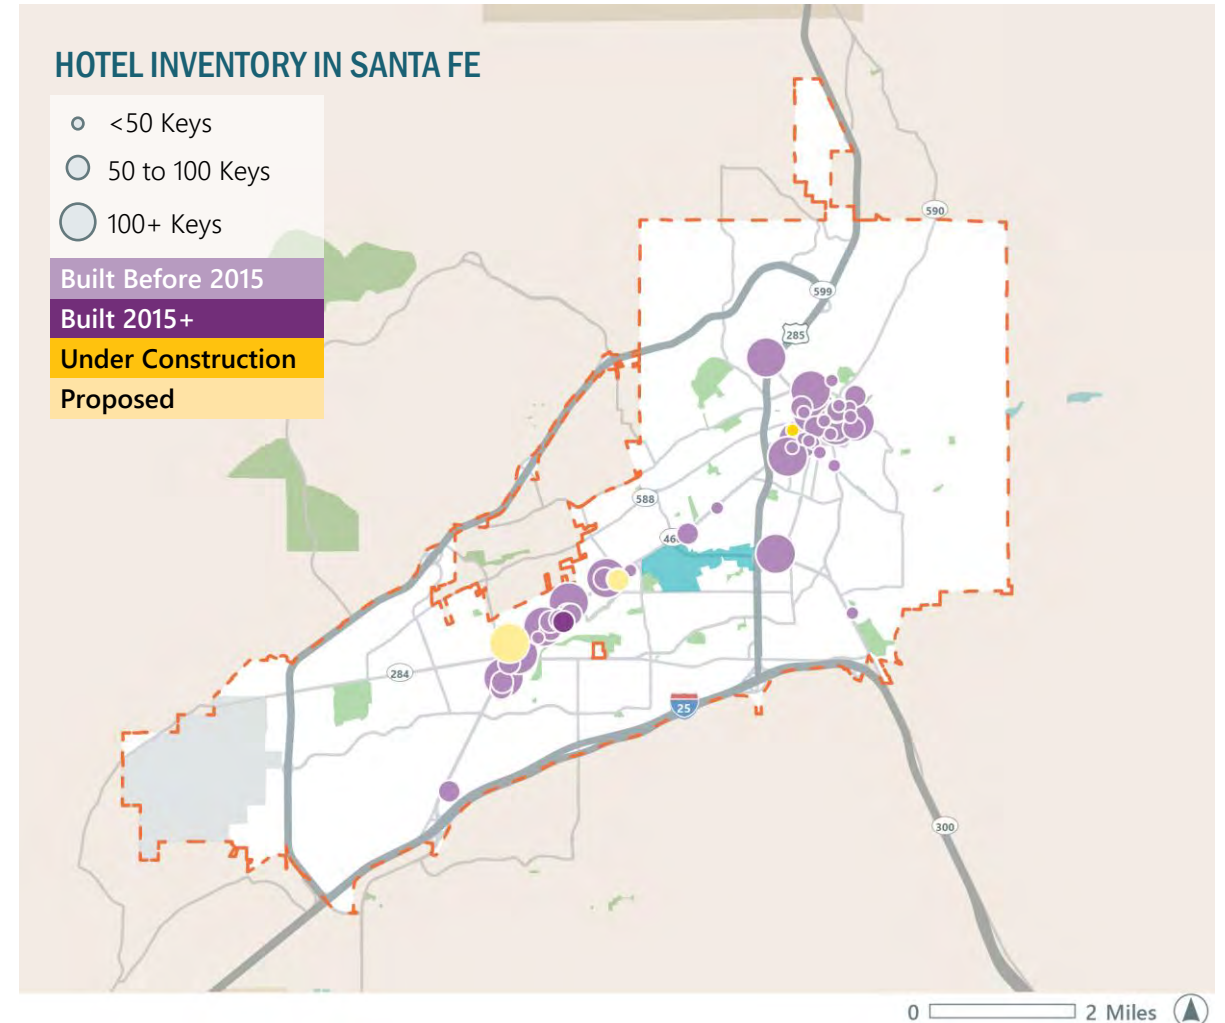 HOTEL INVENTORY IN SANTA FE
<50 Keys
50 to 100 Keys
100+ Keys
Built Before 2015
Built 2015+
Under Construction
Proposed
590
599
285
588
284
25
300
0 2 Miles